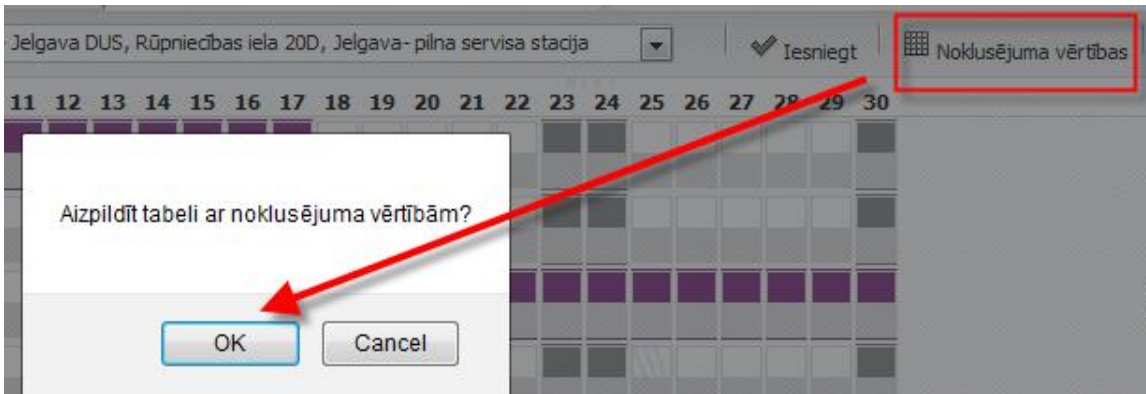 Jelgava DUS, Rūpniecības iela 20D, Jelgava- pilna servisa stacija
Iesniegt
Noklusējuma vērtības
11 12 13 14 15 16 17 18 19 20 21 22 23 24 25 26 27 28 29 30
Aizpildīt tabeli ar noklusējuma vērtībām?
OK
Cancel